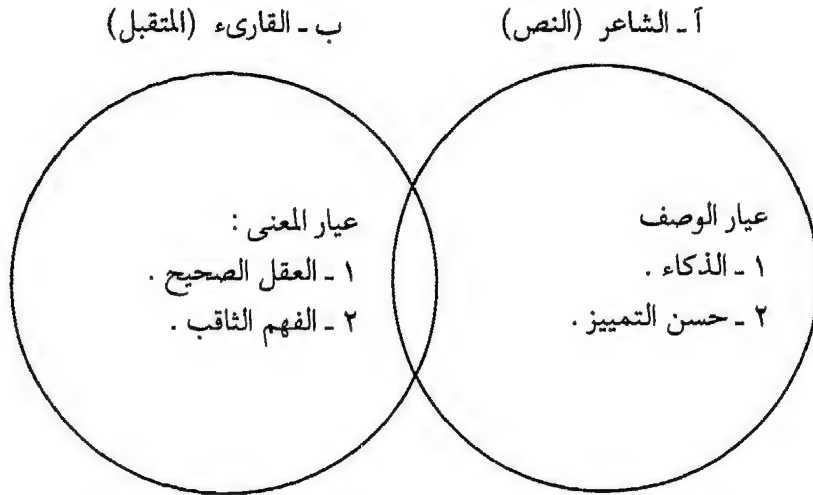 آ ـ الشاعر (النص)
ب ـ القارىء (المتقبل)
عيار الوصف
١ ـ الذكاء .
٢ ـ حسن التمييز .
عيار المعنى :
١ ـ العقل الصحيح .
٢ ـ الفهم الثاقب .